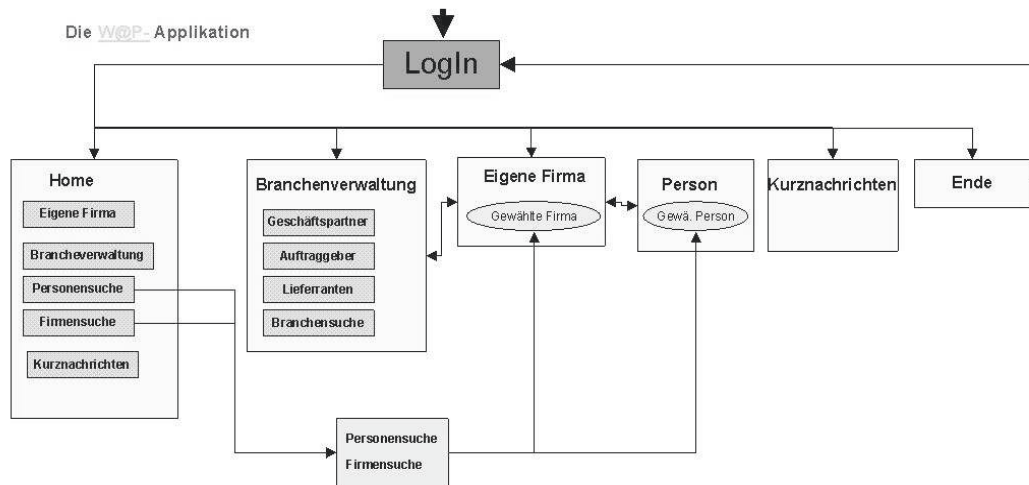 Die W@P- Applikation
LogIn
Home
Eigene Firma
Brancheverwaltung
Personensuche
Firmensuche
Kurznachrichten
Branchenverwaltung
Geschäftspartner
Auftraggeber
Lieferranten
Branchensuche
Eigene Firma
Gewählte Firma
Person
Gewä. Person
Kurznachrichten
Ende
Personensuche
Firmensuche